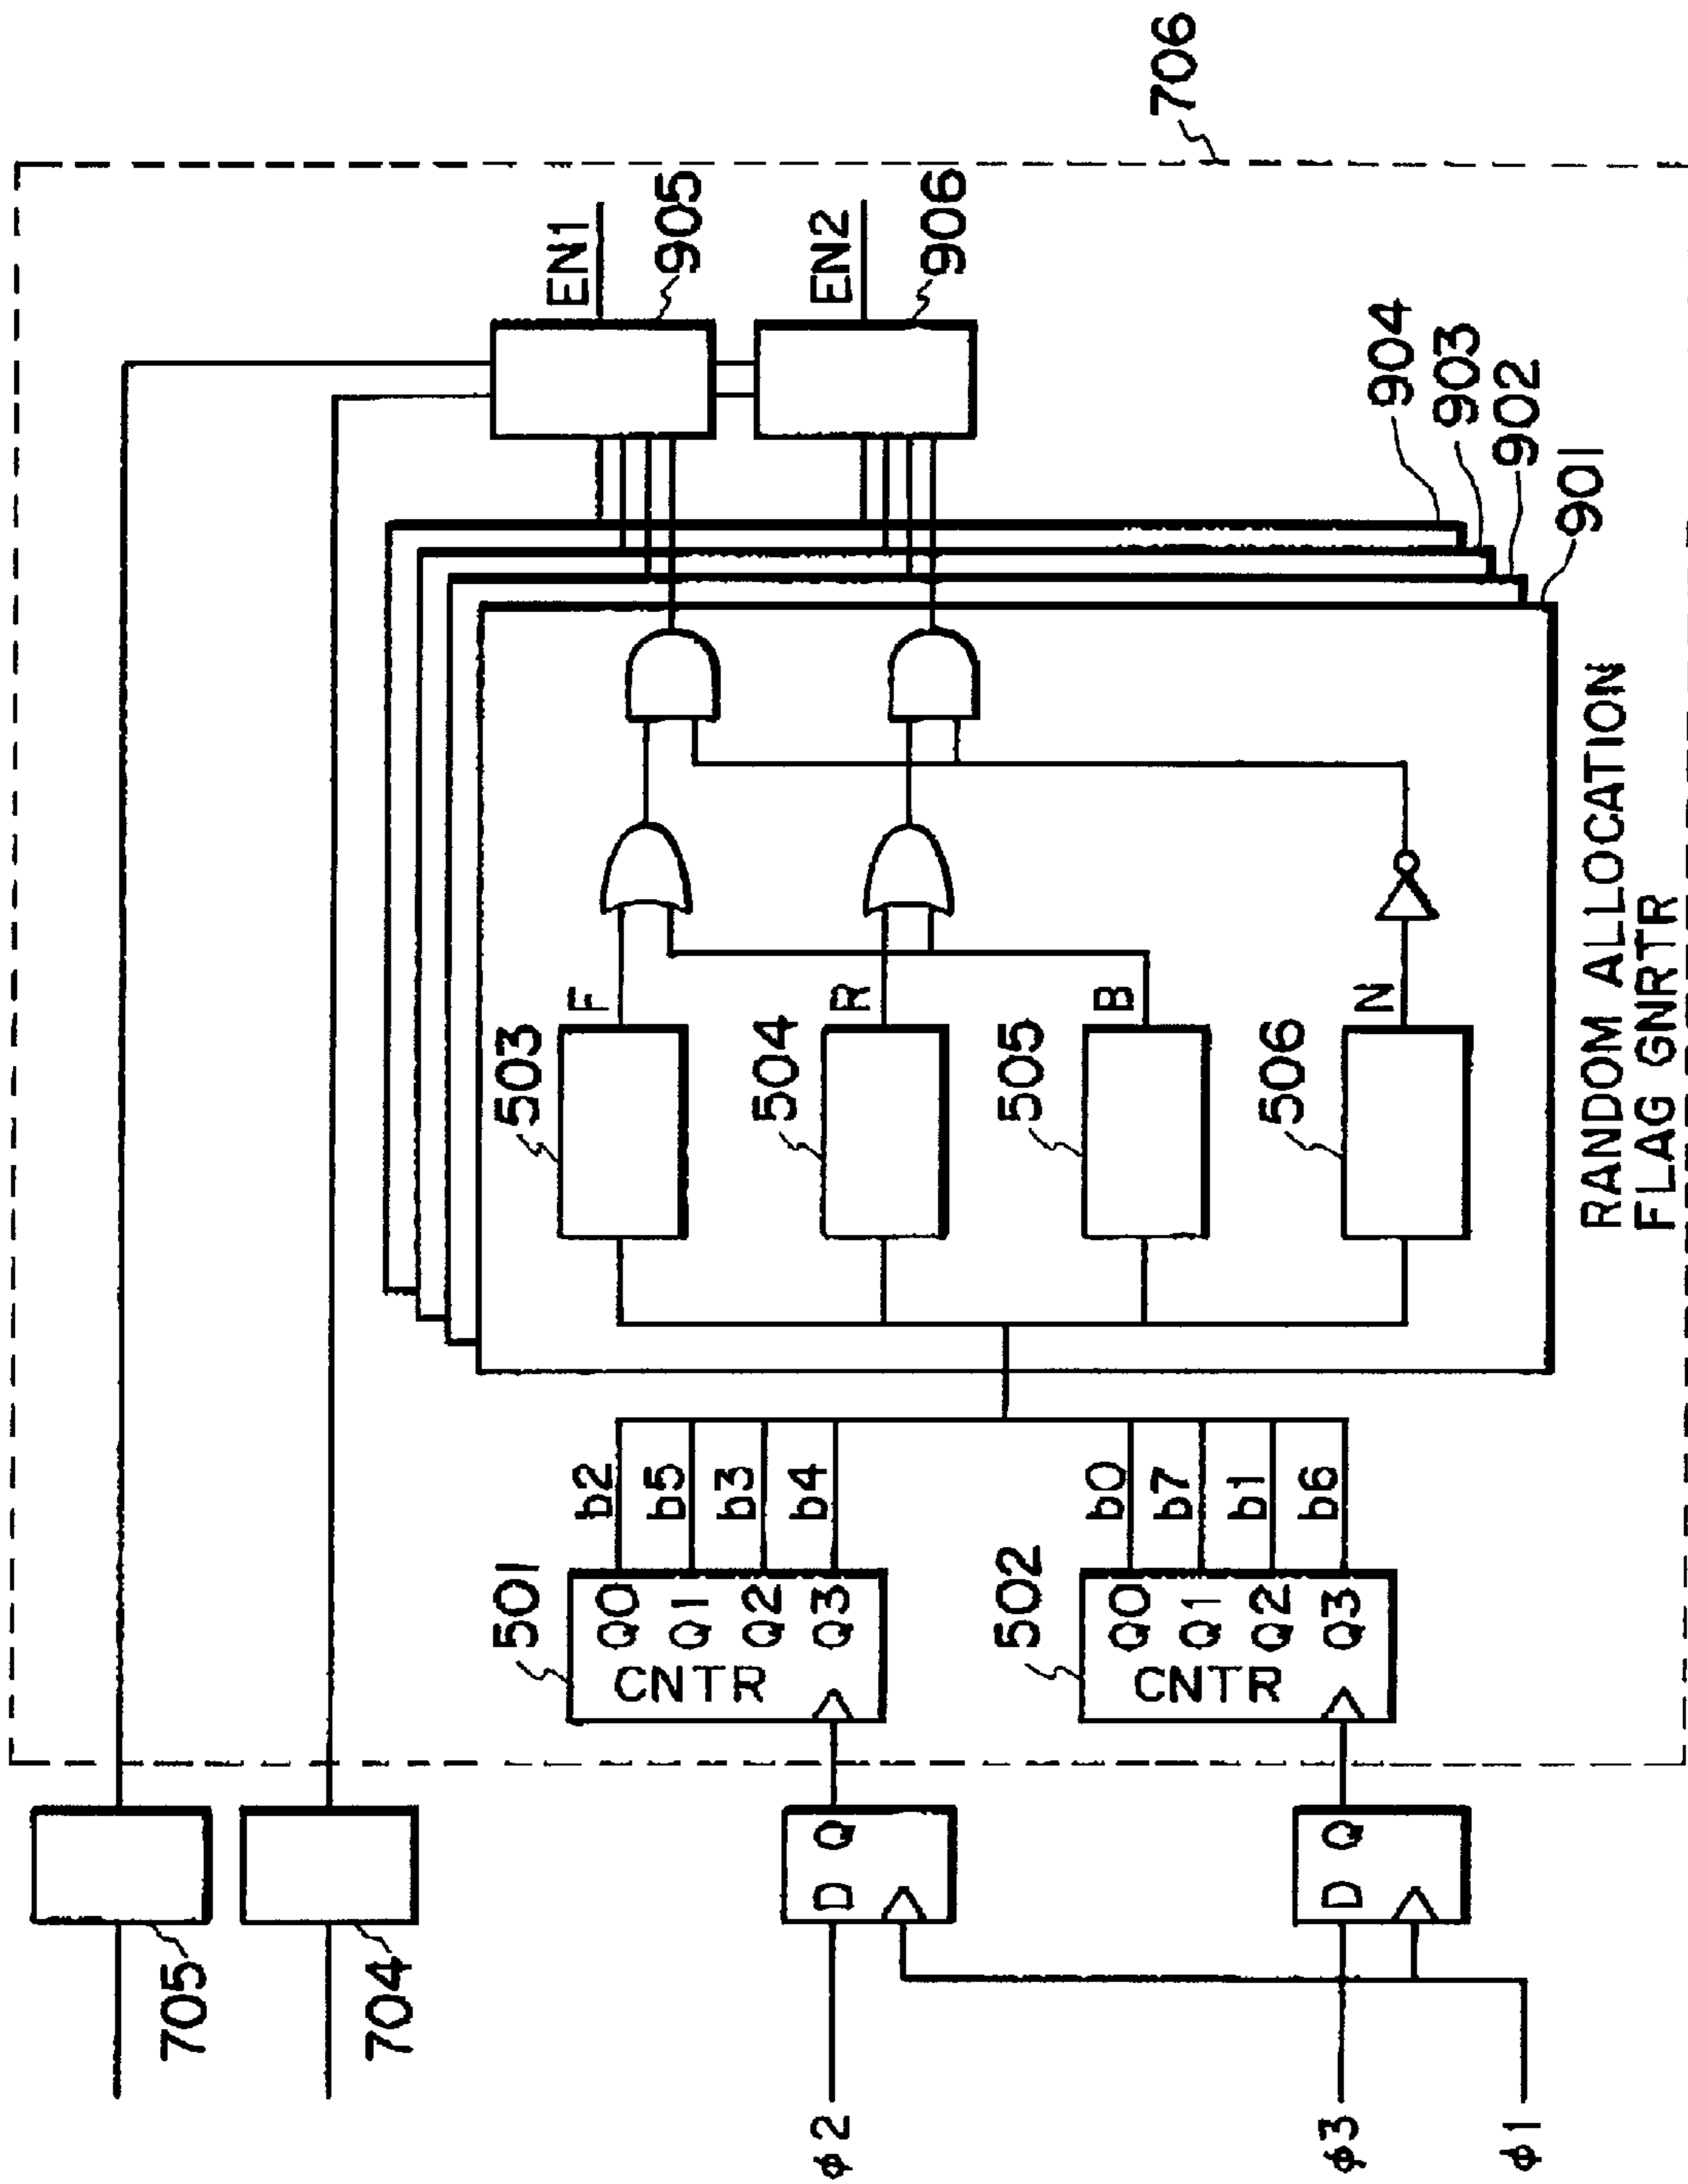 706
705
704
EN1
905
EN2
906
904
903
902
901
501
CNTR
Q0
Q1
Q2
Q3
b2
b5
b3
b4
502
CNTR
Q0
Q1
Q2
Q3
b0
b7
b1
b6
503
F
504
R
505
B
506
N
D Q
D Q
ϕ2
ϕ3
ϕ1
RANDOM ALLOCATION
FLAG GNRTR